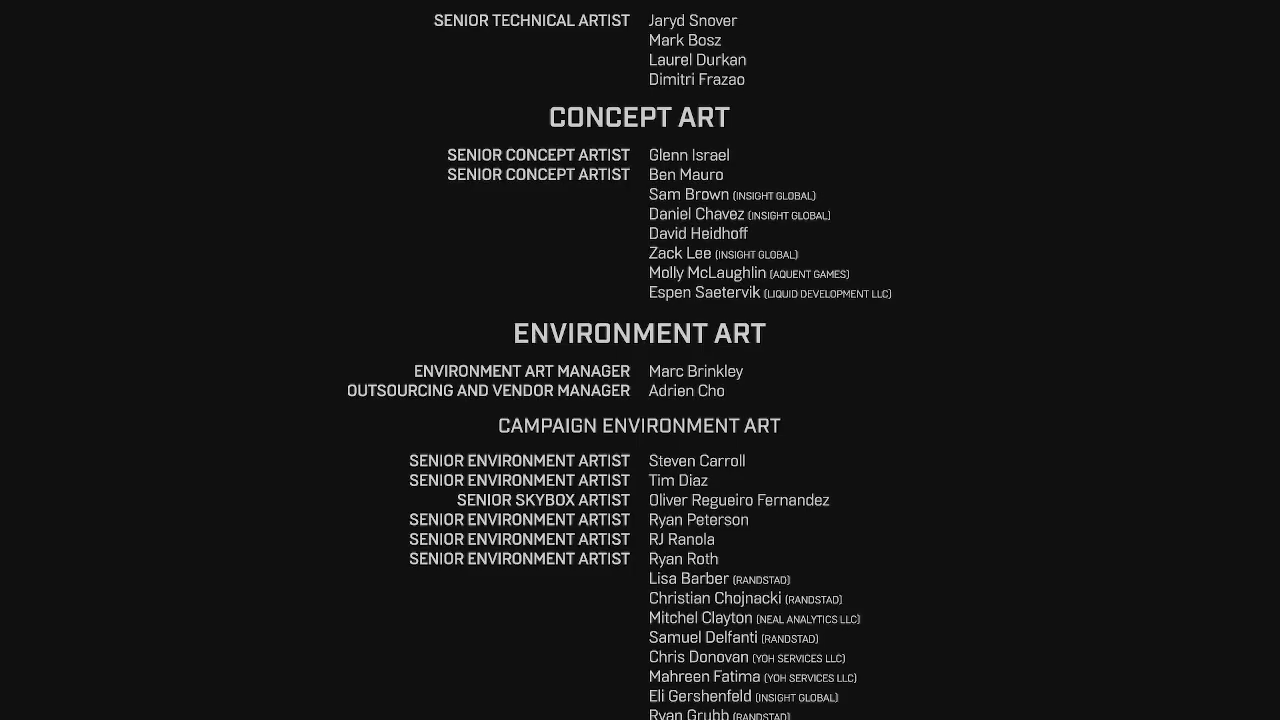 SENIOR TECHNICAL ARTIST Jaryd Snover
Mark Bosz
Laurel Durkan
Dimitri Frazao
CONCEPT ART
SENIOR CONCEPT ARTIST Glenn Israel
SENIOR CONCEPT ARTIST Ben Mauro
Sam Brown (INSIGHT GLOBAL)
Daniel Chavez (INSIGHT GLOBAL)
David Heidhoff
Zack Lee (INSIGHT GLOBAL)
Molly McLaughlin (AQUENT GAMES)
Espen Saetervik (LIQUID DEVELOPMENT LLC)
ENVIRONMENT ART
ENVIRONMENT ART MANAGER Marc Brinkley
OUTSOURCING AND VENDOR MANAGER Adrien Cho
CAMPAIGN ENVIRONMENT ART
SENIOR ENVIRONMENT ARTIST Steven Carroll
SENIOR ENVIRONMENT ARTIST Tim Diaz
SENIOR SKYBOX ARTIST Oliver Regueiro Fernandez
SENIOR ENVIRONMENT ARTIST Ryan Peterson
SENIOR ENVIRONMENT ARTIST RJ Ranola
SENIOR ENVIRONMENT ARTIST Ryan Roth
Lisa Barber (RANDSTAD)
Christian Chojnacki (RANDSTAD)
Mitchel Clayton (NEAL ANALYTICS LLC)
Samuel Delfanti (RANDSTAD)
Chris Donovan (YOH SERVICES LLC)
Mahreen Fatima (YOH SERVICES LLC)
Eli Gershenfeld (INSIGHT GLOBAL)
Ryan Grubb (RANDSTAD)